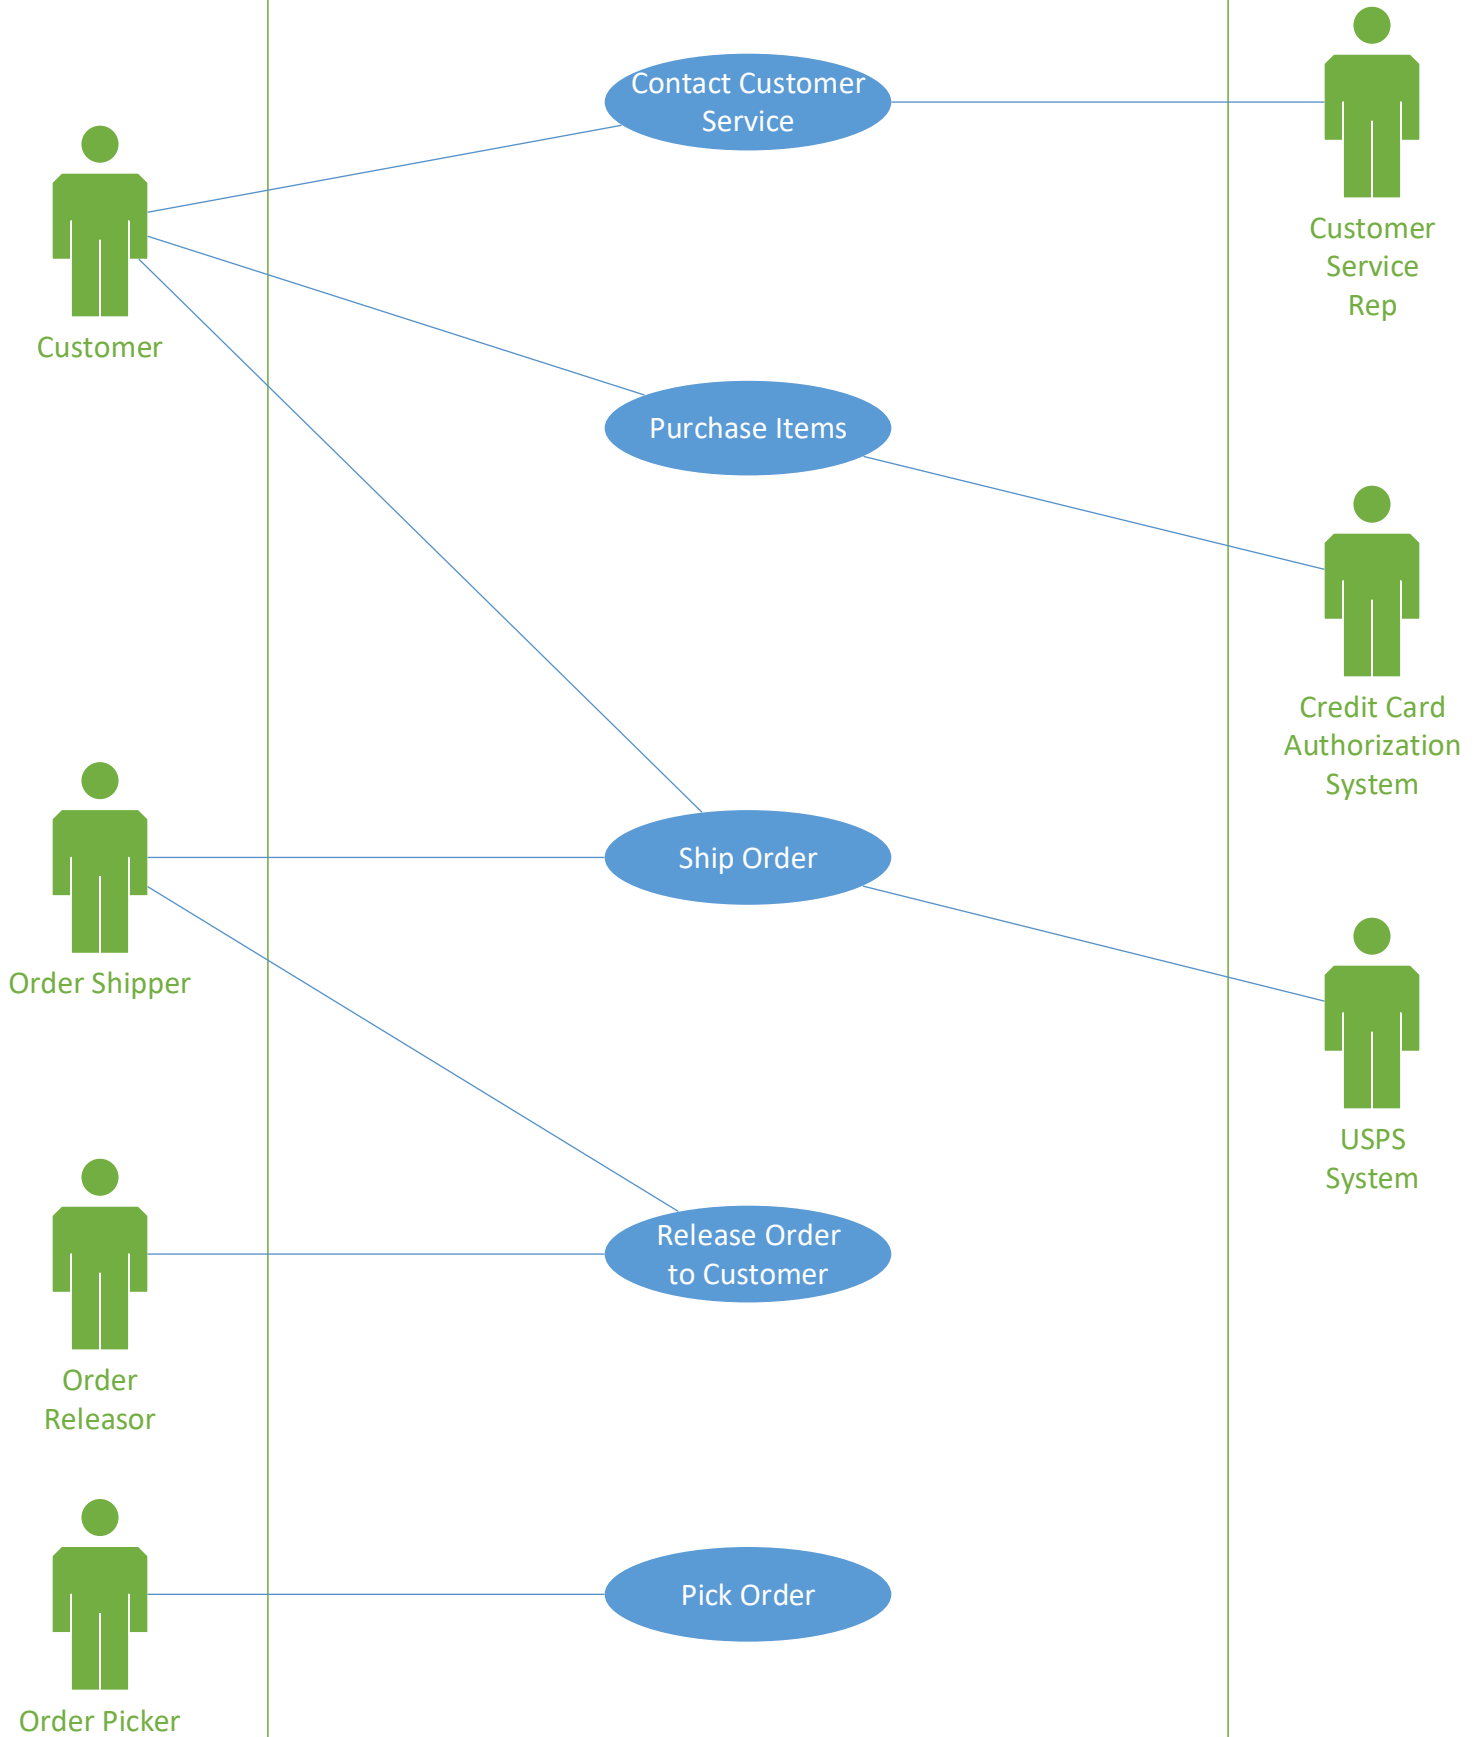 Contact Customer
Service
Customer
Service
Rep
Customer
Purchase Items
Credit Card
Authorization
System
Ship Order
Order Shipper
USPS
System
Release Order
to Customer
Order
Releasor
Pick Order
Order Picker